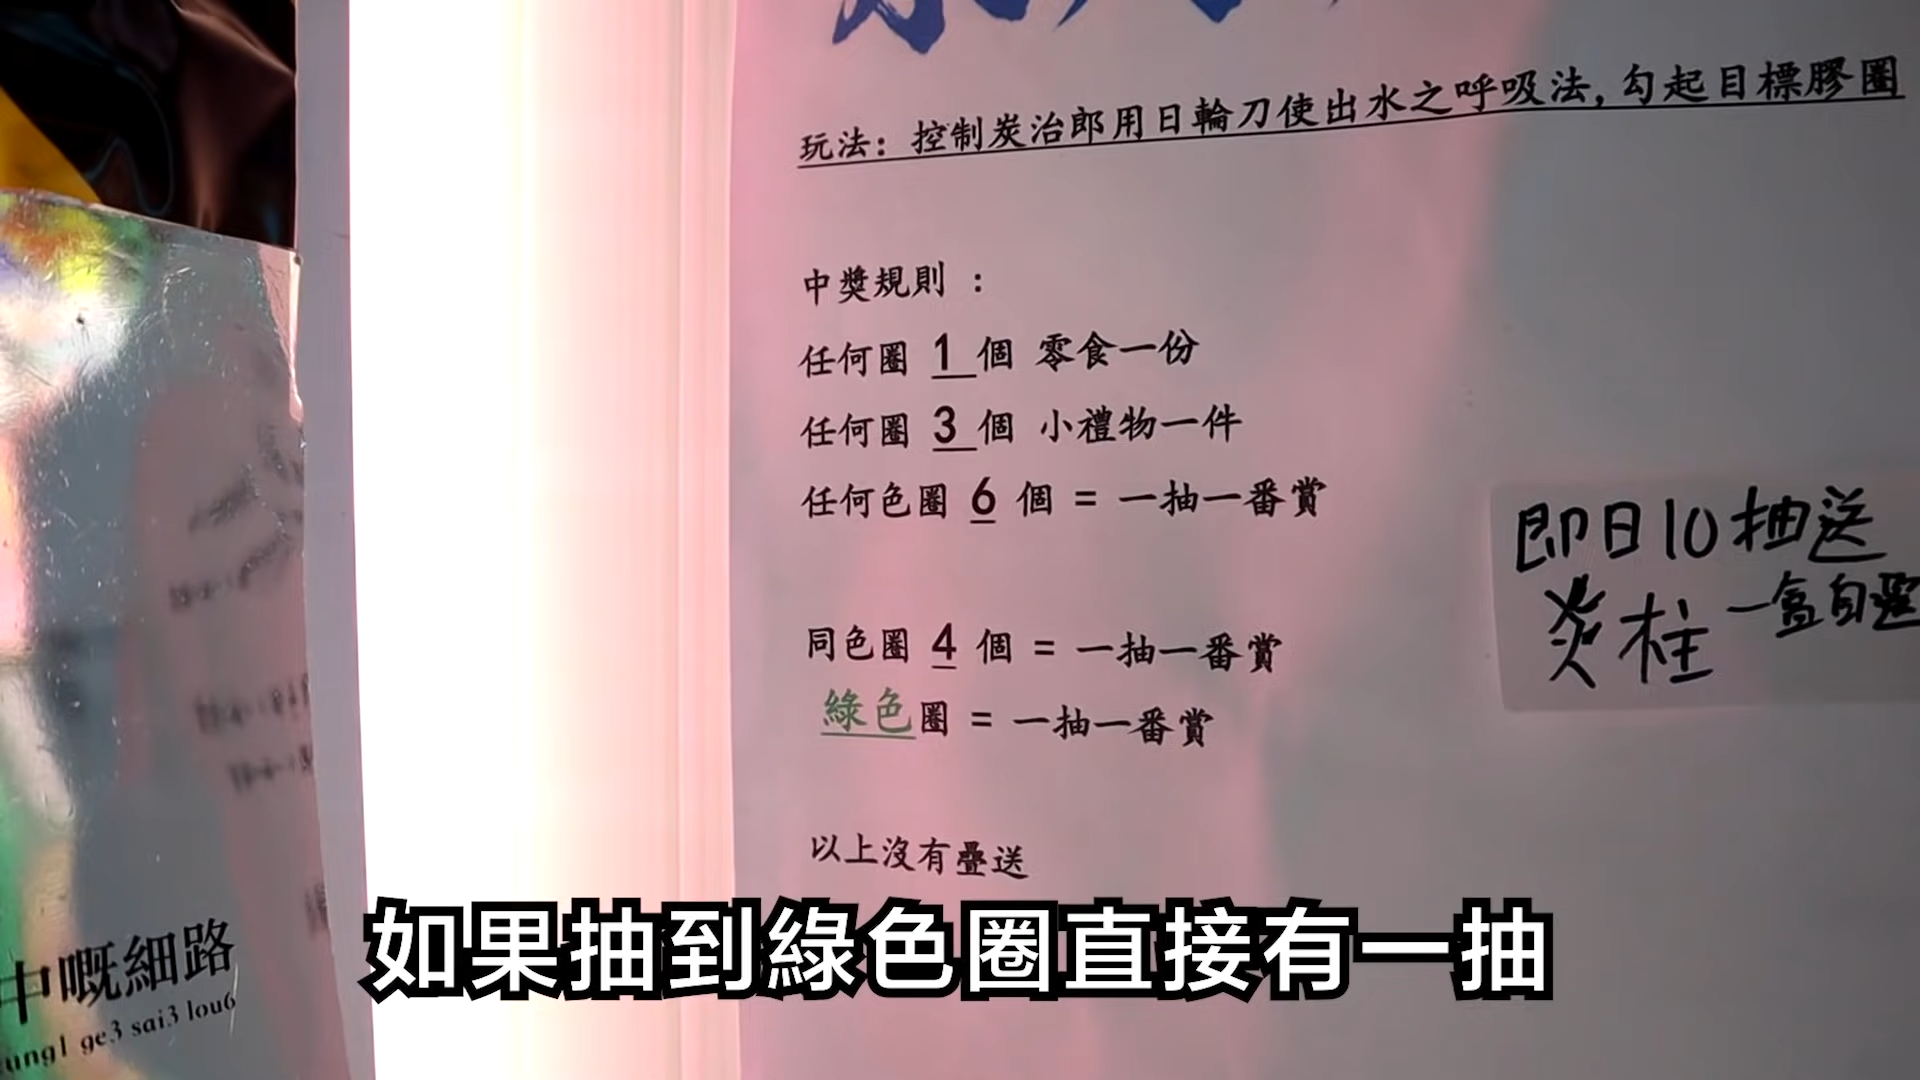 玩法：控制炭治郎用日輪刀使出水之呼吸法,勾起目標膠圈
中獎規則 :
任何圈 1 個 零食一份
任何圈 3 個 小禮物一件
任何色圈 6 個 = 一抽一番賞
同色圈 4 個 = 一抽一番賞
綠色圈 = 一抽一番賞
以上沒有疊送
即日10抽送
炎柱一盒自選
中嘅細路
ung1 ge3 sai3 lou6
如果抽到綠色圈直接有一抽